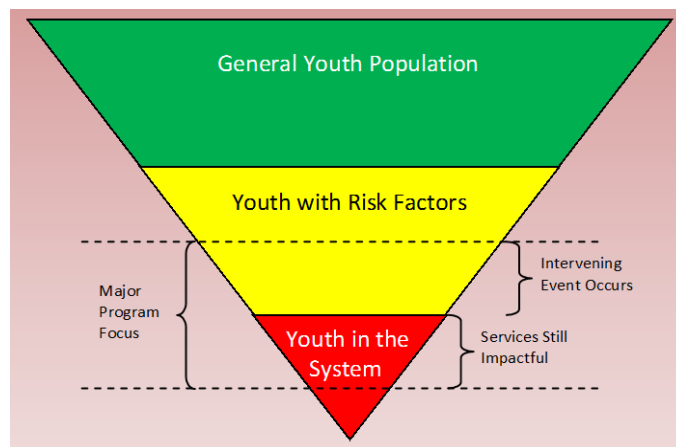 General Youth Population
Youth with Risk Factors
Intervening
Event Occurs
Major
Program
Focus
Youth in the
System
Services Still
Impactful